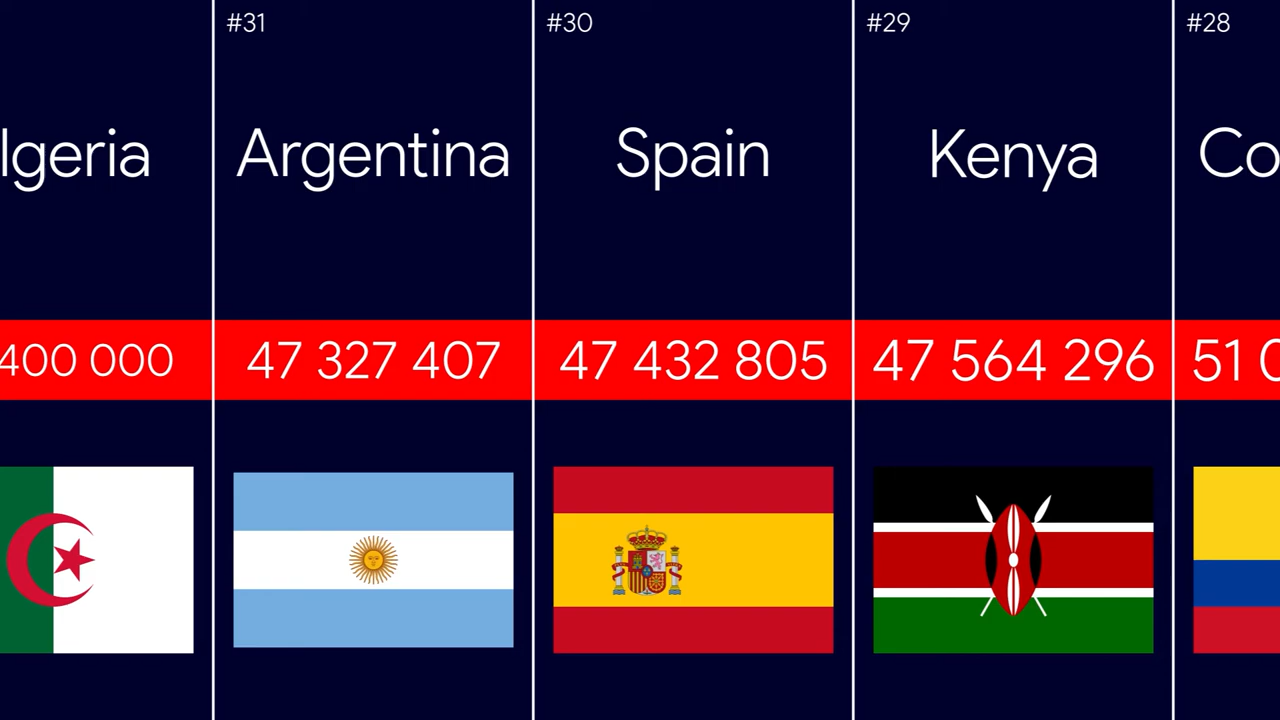 #31
#30
#29
#28
lgeria
Argentina
Spain
Kenya
Co
400 000
47 327 407
47 432 805
47 564 296
51 0